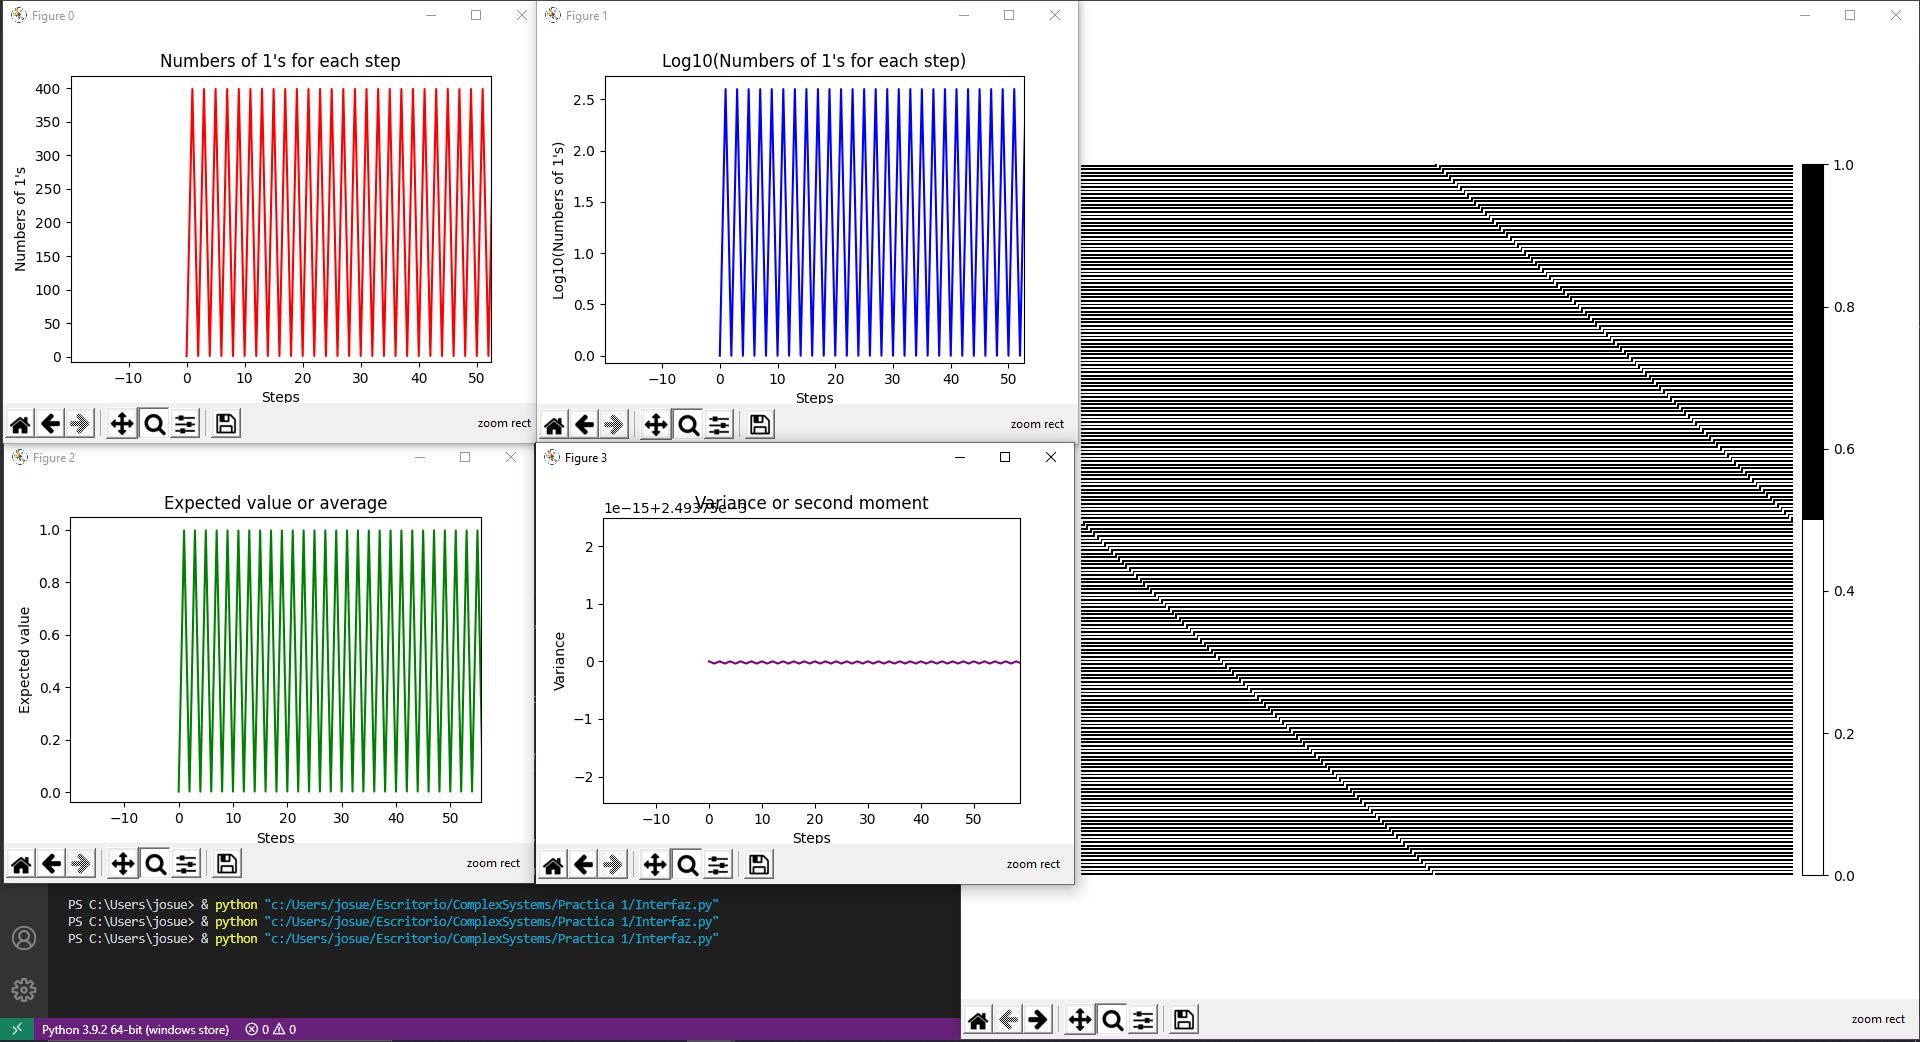 Figure 0
Numbers of 1's for each step
Numbers of 1's
400
350
300
250
200
150
100
50
0
−10 0 10 20 30 40 50
Steps
zoom rect
Figure 1
Log10(Numbers of 1's for each step)
Log10(Numbers of 1's)
2.5
2.0
1.5
1.0
0.5
0.0
−10 0 10 20 30 40 50
Steps
zoom rect
Figure 2
Expected value or average
Expected value
1.0
0.8
0.6
0.4
0.2
0.0
−10 0 10 20 30 40 50
Steps
zoom rect
Figure 3
Variance or second moment
1e−15+2.49375e−3
Variance
2
1
0
−1
−2
−10 0 10 20 30 40 50
Steps
zoom rect
1.0
0.8
0.6
0.4
0.2
0.0
zoom rect
PS C:\Users\josue> & python "c:/Users/josue/Escritorio/ComplexSystems/Practica 1/Interfaz.py"
PS C:\Users\josue> & python "c:/Users/josue/Escritorio/ComplexSystems/Practica 1/Interfaz.py"
PS C:\Users\josue> & python "c:/Users/josue/Escritorio/ComplexSystems/Practica 1/Interfaz.py"
Python 3.9.2 64-bit (windows store) 0 0